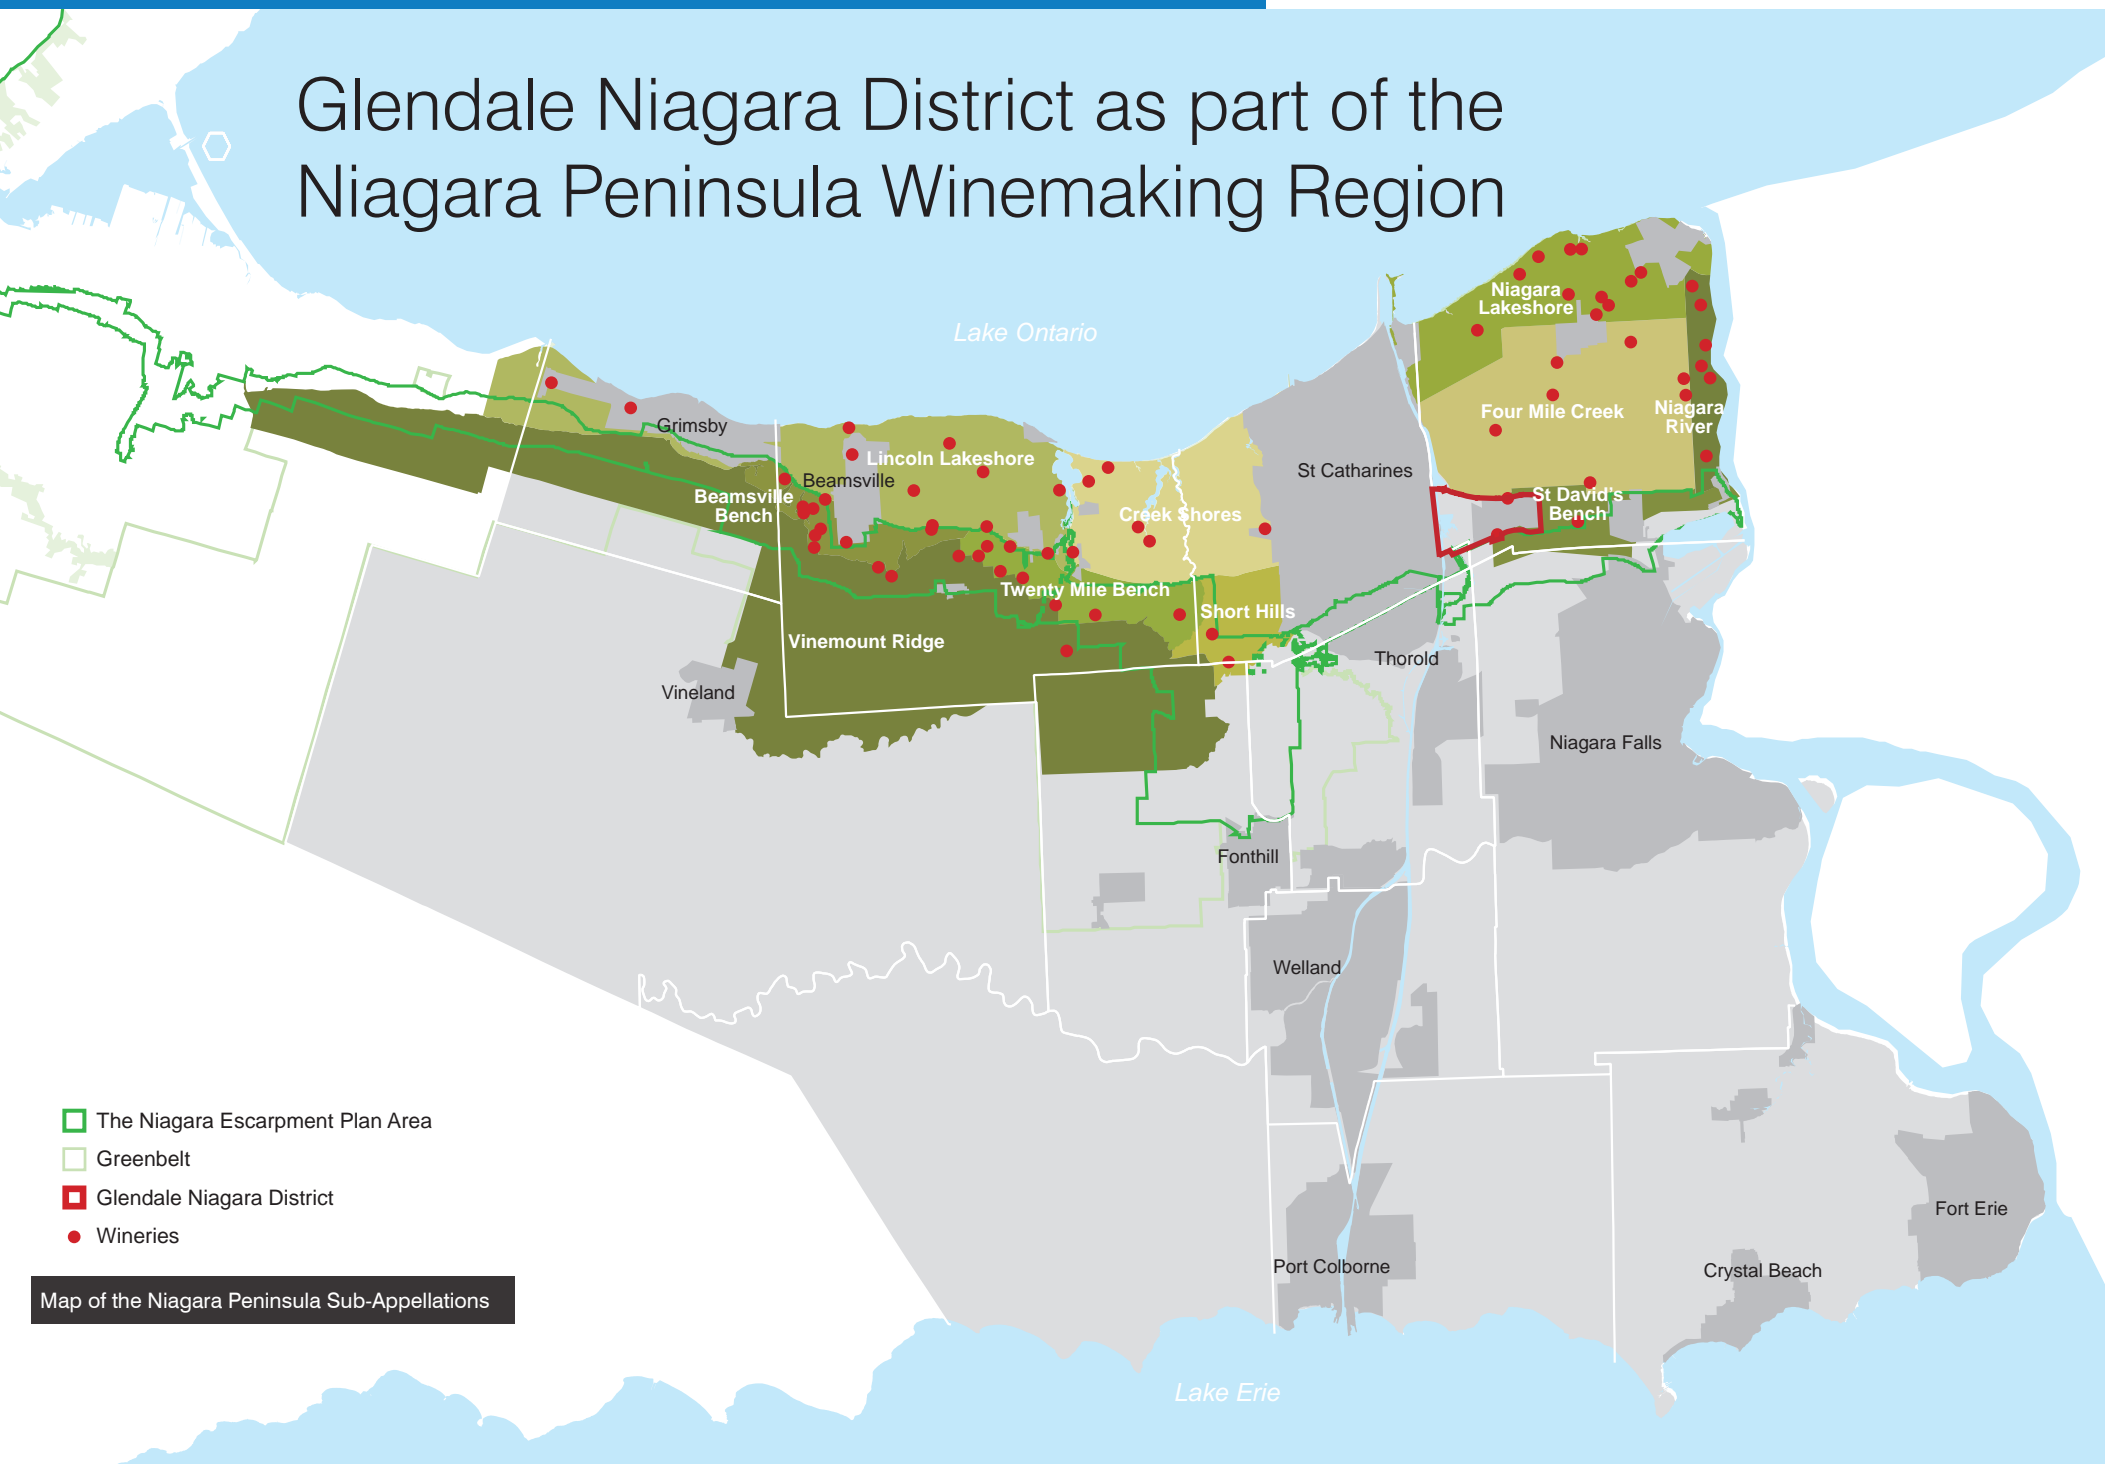 Glendale Niagara District as part of the
Niagara Peninsula Winemaking Region
Niagara
Lakeshore
Lake Ontario
Four Mile Creek
Niagara
River
Grimsby
Lincoln Lakeshore
St Catharines
Beamsville
Beamsville
Bench
St David's
Bench
Creek Shores
Twenty Mile Bench
Short Hills
Vinemount Ridge
Thorold
Vineland
Niagara Falls
Fonthill
Welland
The Niagara Escarpment Plan Area
Greenbelt
Glendale Niagara District
Wineries
Fort Erie
Port Colborne
Crystal Beach
Map of the Niagara Peninsula Sub-Appellations
Lake Erie